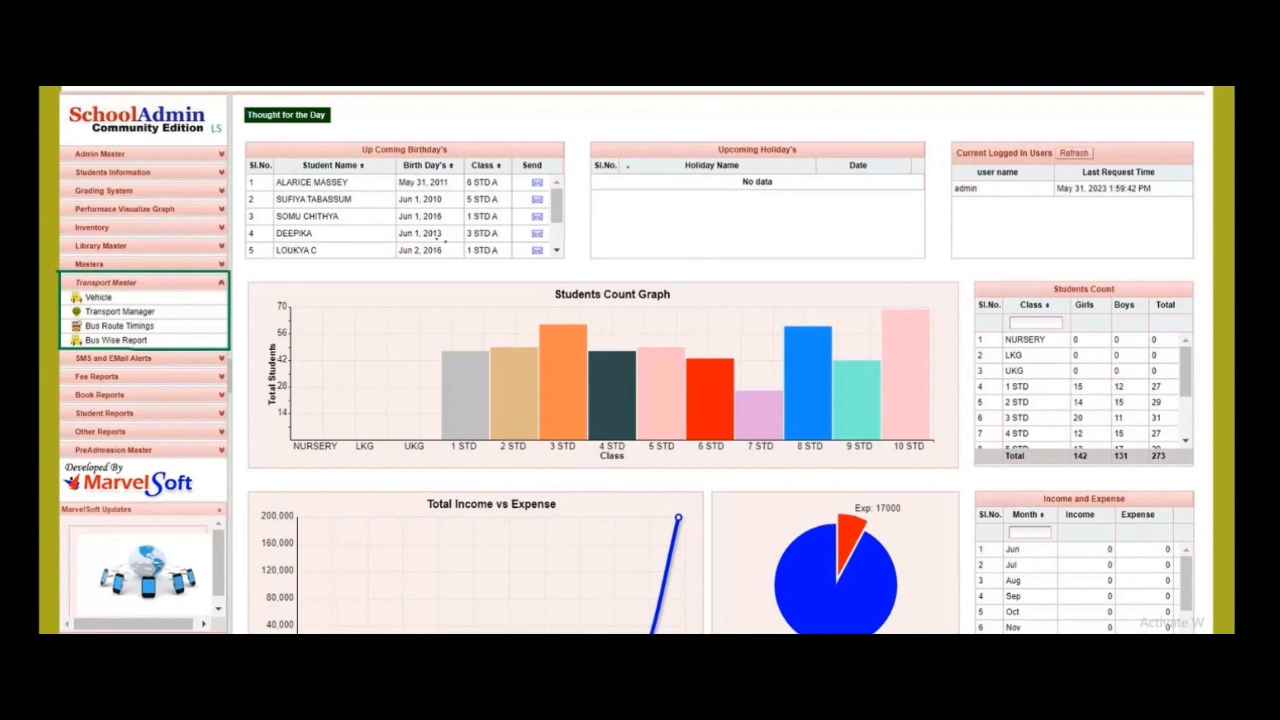 SchoolAdmin
Community Edition LS
Admin Master
Students Information
Grading System
Performace Visualize Graph
Inventory
Library Master
Masters
Transport Master
Vehicle
Transport Manager
Bus Route Timings
Bus Wise Report
SMS and EMail Alerts
Fee Reports
Book Reports
Student Reports
Other Reports
PreAdmission Master
Developed By
MarvelSoft
MarvelSoft Updates
Thought for the Day
Up Coming Birthday's
Sl.No. Student Name Birth Day's Class Send
1 ALARICE MASSEY May 31, 2011 6 STD A
2 SUFIYA TABASSUM Jun 1, 2010 5 STD A
3 SOMU CHITHYA Jun 1, 2016 1 STD A
4 DEEPIKA Jun 1, 2013 3 STD A
5 LOUKYA C Jun 2, 2016 1 STD A
Upcoming Holiday's
Sl.No. Holiday Name Date
No data
Current Logged In Users Refresh
user name Last Request Time
admin May 31, 2023 1:59:42 PM
Students Count Graph
Total Students
70
56
42
28
14
NURSERY LKG UKG 1 STD 2 STD 3 STD 4 STD 5 STD 6 STD 7 STD 8 STD 9 STD 10 STD
Class
Students Count
Sl.No. Class Girls Boys Total
1 NURSERY 0 0 0
2 LKG 0 0 0
3 UKG 0 0 0
4 1 STD 15 12 27
5 2 STD 14 15 29
6 3 STD 20 11 31
7 4 STD 12 15 27
Total 142 131 273
Total Income vs Expense
200,000
160,000
120,000
80,000
40,000
Exp: 17000
Income and Expense
Sl.No. Month Income Expense
1 Jun 0 0
2 Jul 0 0
3 Aug 0 0
4 Sep 0 0
5 Oct 0 0
6 Nov 0 0
Activate W